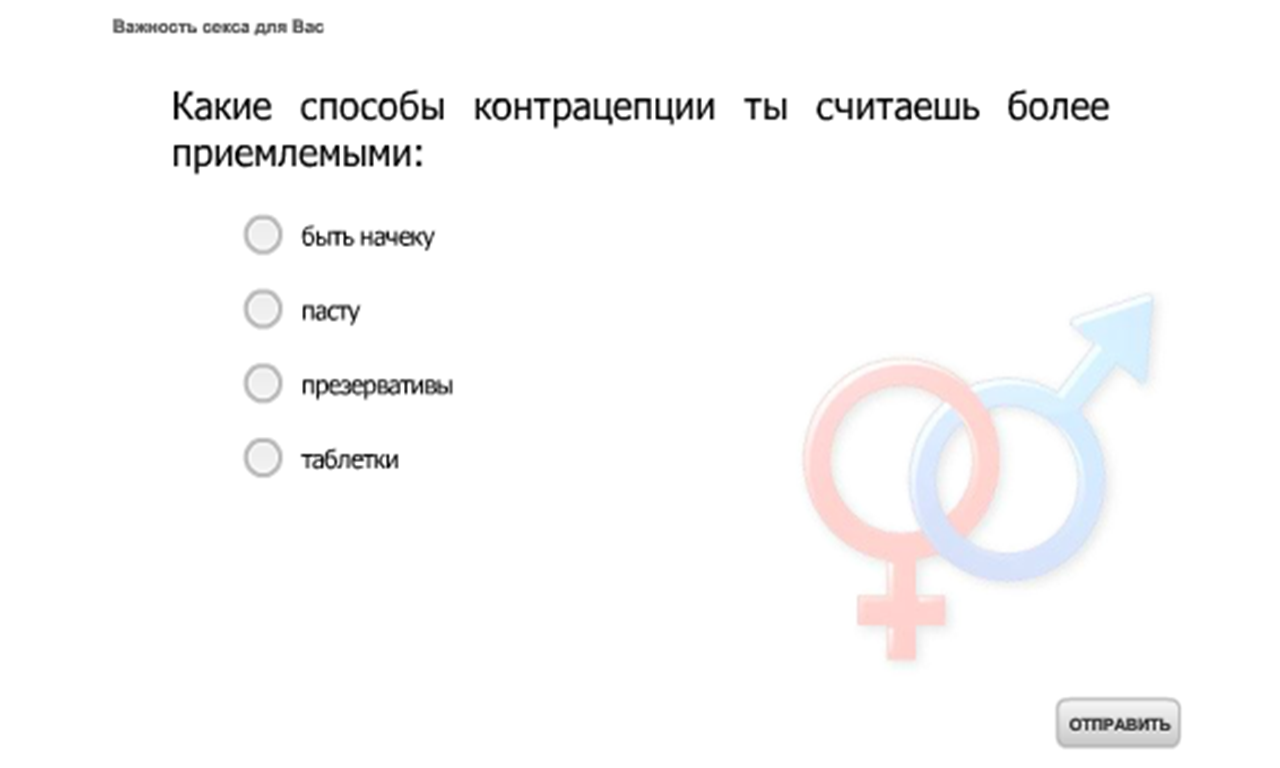 Важность секса для Вас
Какие способы контрацепции ты считаешь более
приемлемыми:
быть начеку
пасту
презервативы
таблетки
ОТПРАВИТЬ